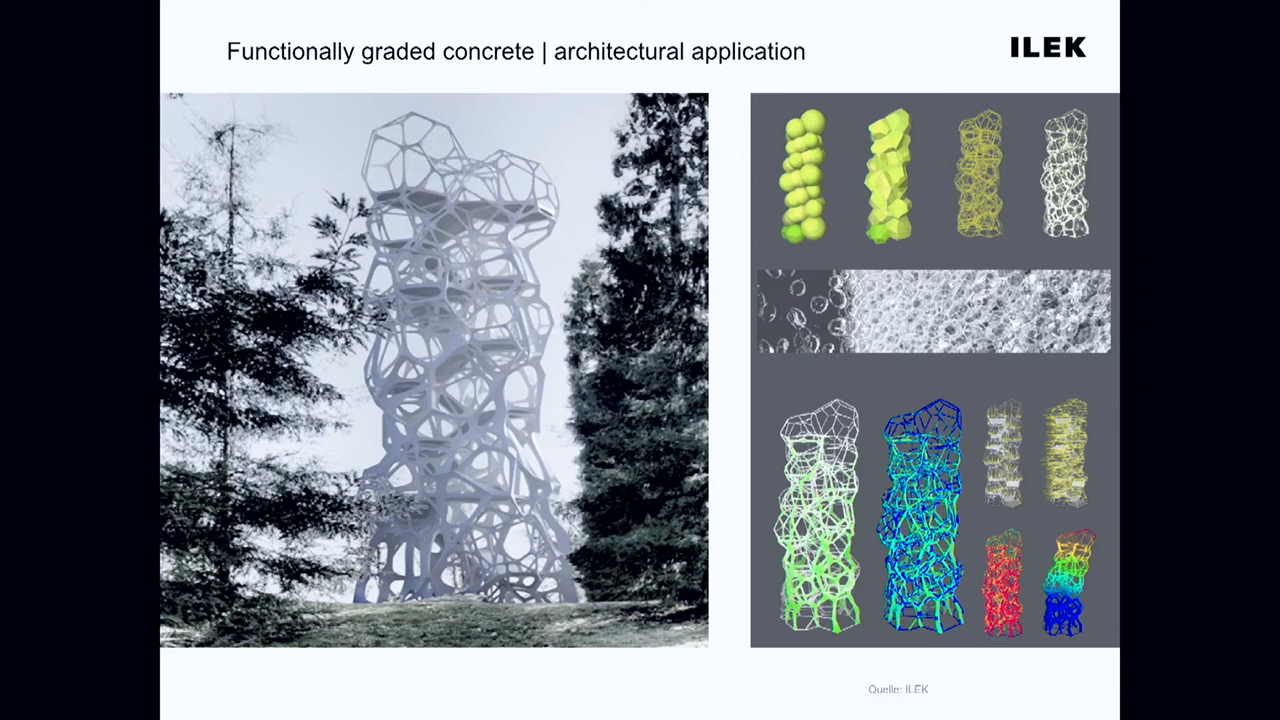 Functionally graded concrete | architectural application
ILEK
Quelle: ILEK